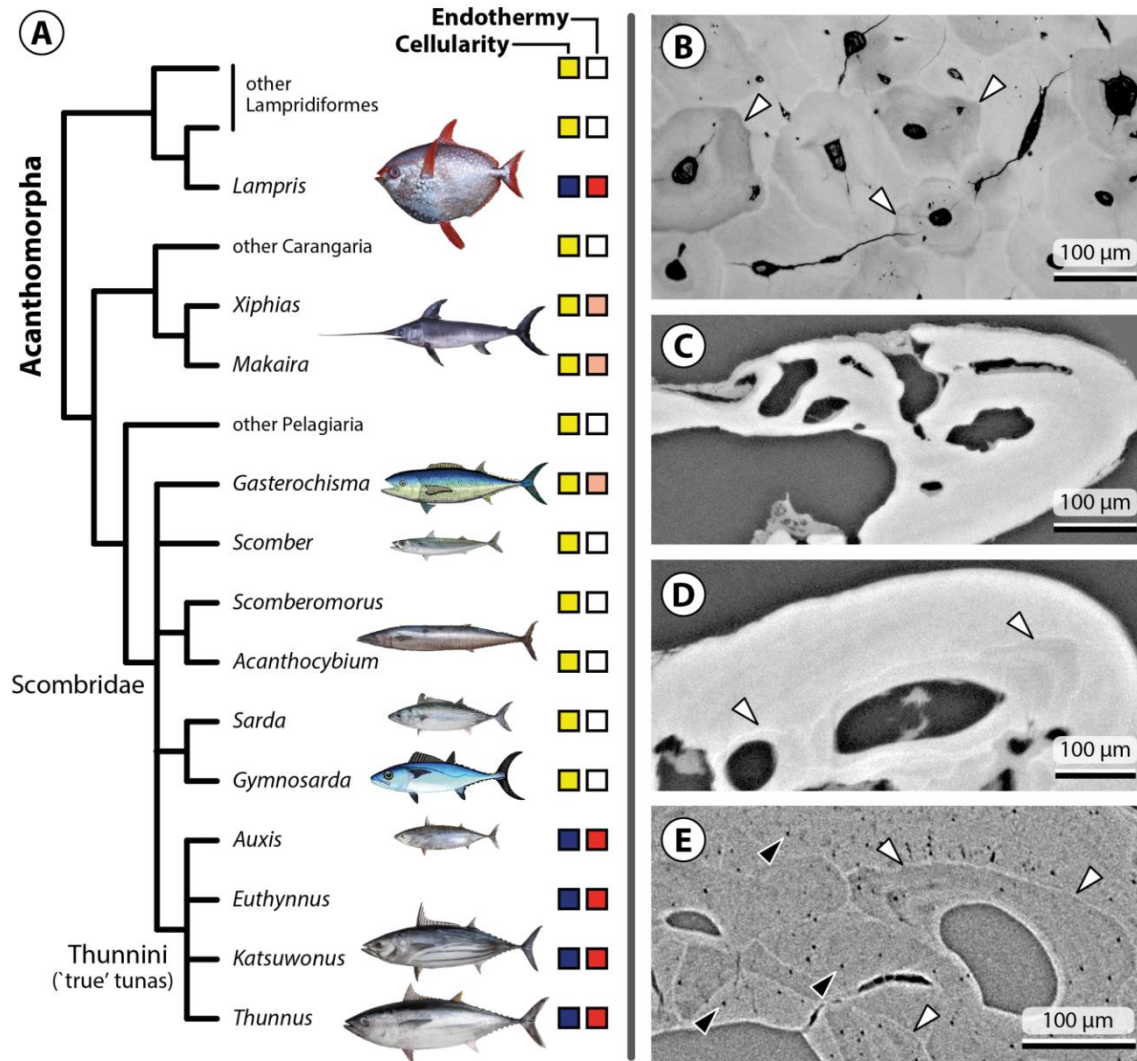 A
Endothermy
Cellularity
other
Lampridiformes
Lampris
other Carangaria
Xiphias
Makaira
other Pelagiaria
Gasterochisma
Scomber
Scomberomorus
Acanthocybium
Sarda
Gymnosarda
Auxis
Euthynnus
Katsuwonus
Thunnus
Acanthomorpha
Scombridae
Thunnini
(`true' tunas)
B
100 µm
C
100 µm
D
100 µm
E
100 µm